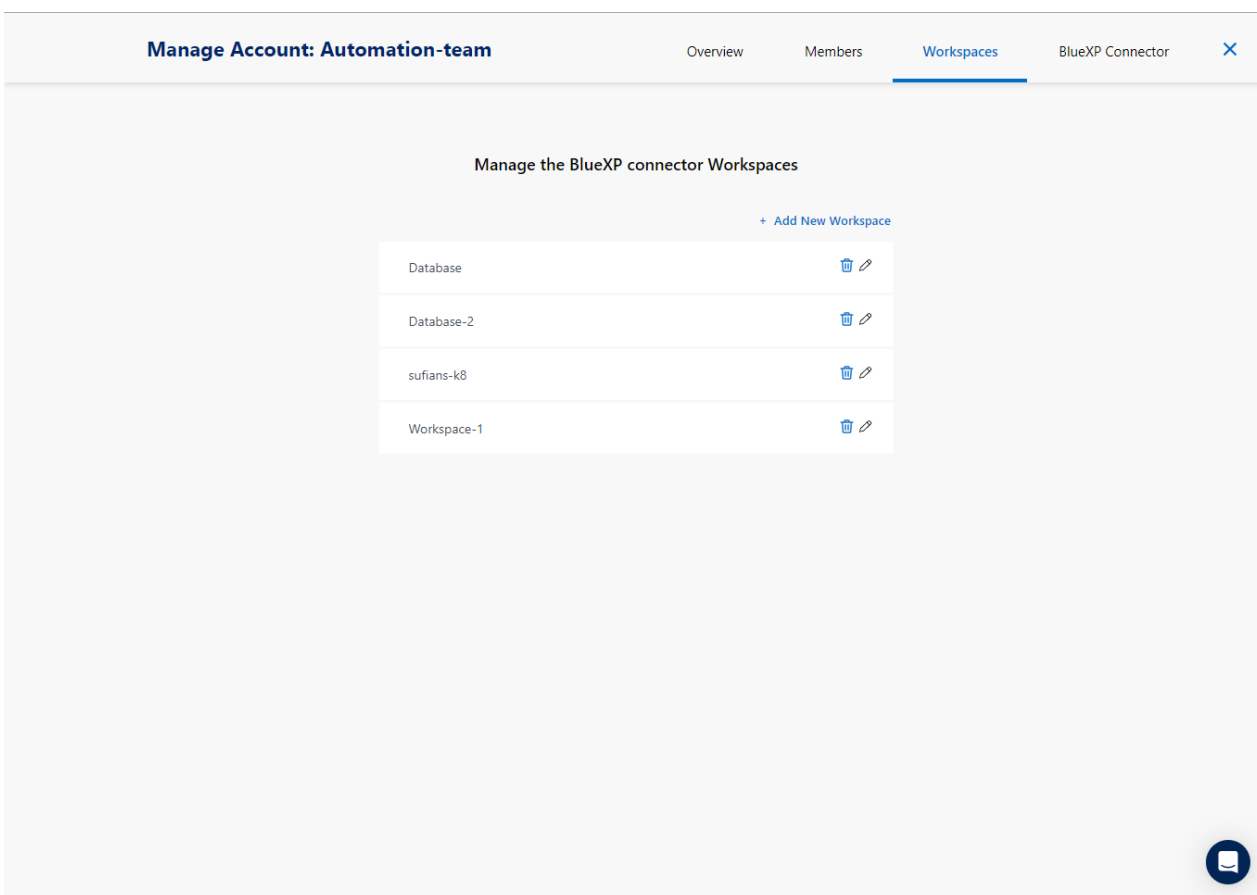 Manage Account: Automation-team Overview Members Workspaces BlueXP Connector
Manage the BlueXP connector Workspaces
+ Add New Workspace
Database
Database-2
sufians-k8
Workspace-1